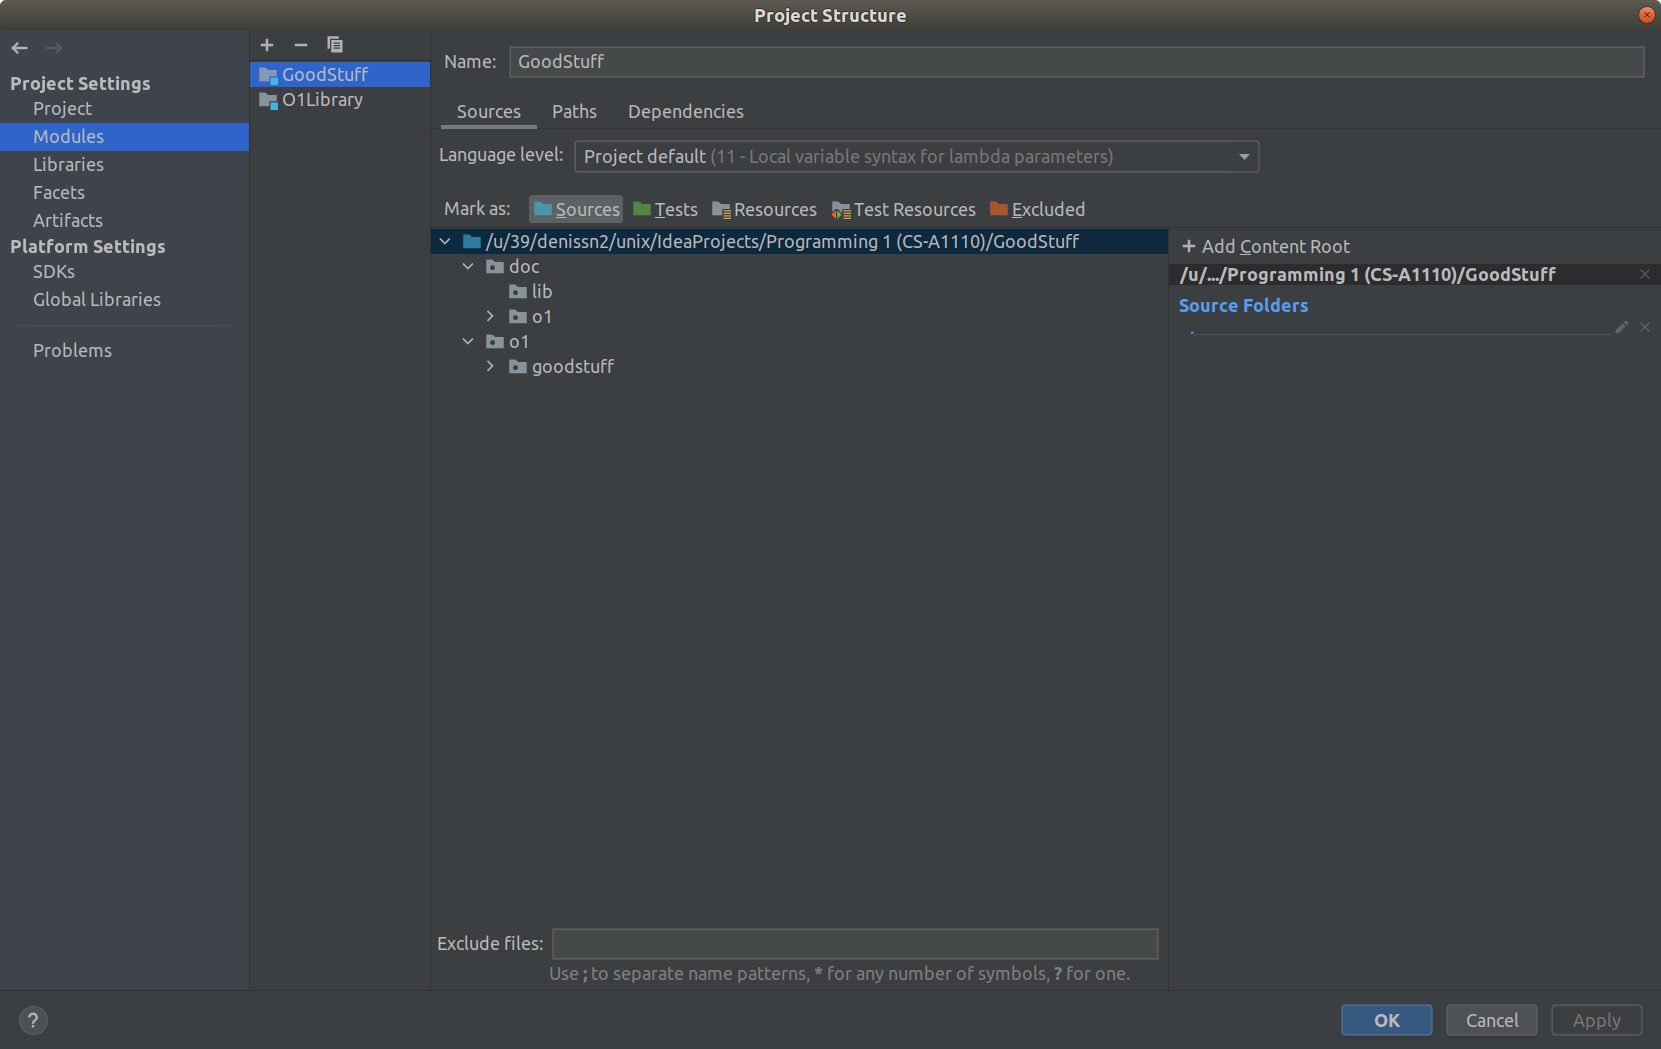 Project Structure
Project Settings
Project
Modules
Libraries
Facets
Artifacts
Platform Settings
SDKs
Global Libraries
Problems
GoodStuff
O1Library
Name: GoodStuff
Sources Paths Dependencies
Language level: Project default (11 - Local variable syntax for lambda parameters)
Mark as: Sources Tests Resources Test Resources Excluded
/u/39/denissn2/unix/IdeaProjects/Programming 1 (CS-A1110)/GoodStuff
doc
lib
o1
o1
goodstuff
+ Add Content Root
/u/.../Programming 1 (CS-A1110)/GoodStuff
Source Folders
.
Exclude files:
Use ; to separate name patterns, * for any number of symbols, ? for one.
?
OK Cancel Apply